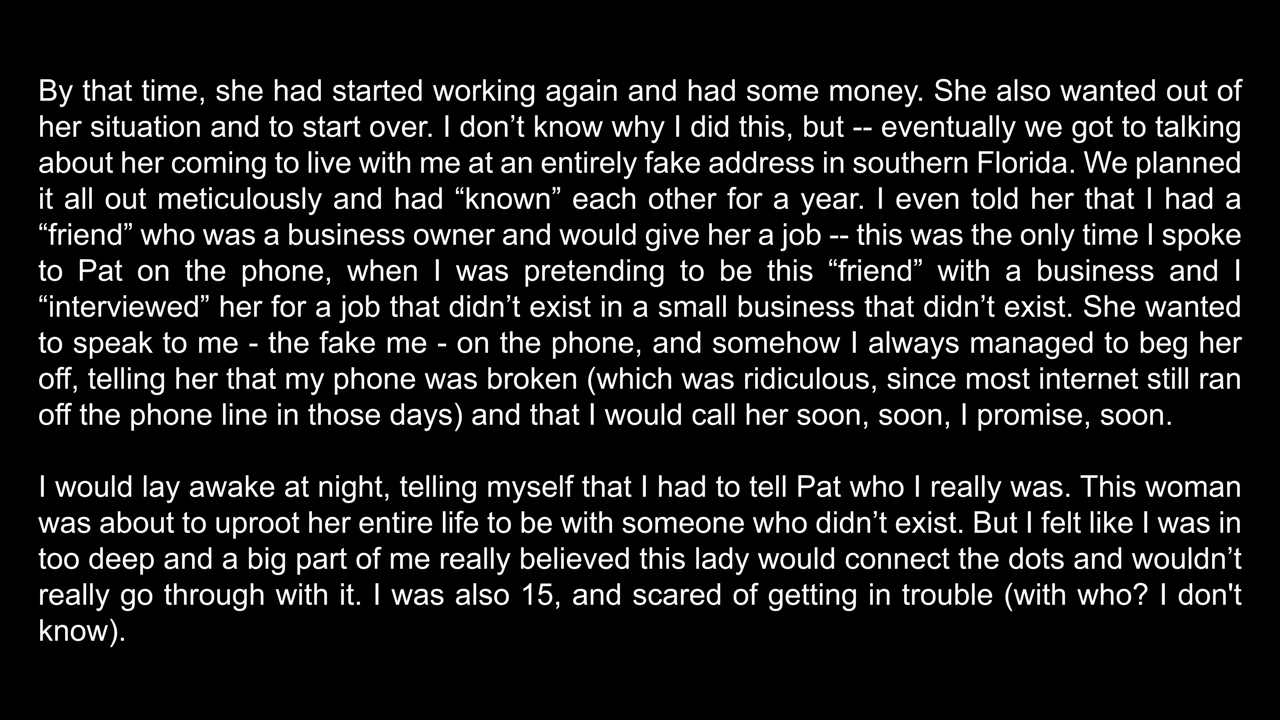 By that time, she had started working again and had some money. She also wanted out of
her situation and to start over. I don’t know why I did this, but -- eventually we got to talking
about her coming to live with me at an entirely fake address in southern Florida. We planned
it all out meticulously and had “known” each other for a year. I even told her that I had a
“friend” who was a business owner and would give her a job -- this was the only time I spoke
to Pat on the phone, when I was pretending to be this “friend” with a business and I
“interviewed” her for a job that didn’t exist in a small business that didn’t exist. She wanted
to speak to me - the fake me - on the phone, and somehow I always managed to beg her
off, telling her that my phone was broken (which was ridiculous, since most internet still ran
off the phone line in those days) and that I would call her soon, soon, I promise, soon.
I would lay awake at night, telling myself that I had to tell Pat who I really was. This woman
was about to uproot her entire life to be with someone who didn’t exist. But I felt like I was in
too deep and a big part of me really believed this lady would connect the dots and wouldn’t
really go through with it. I was also 15, and scared of getting in trouble (with who? I don't
know).